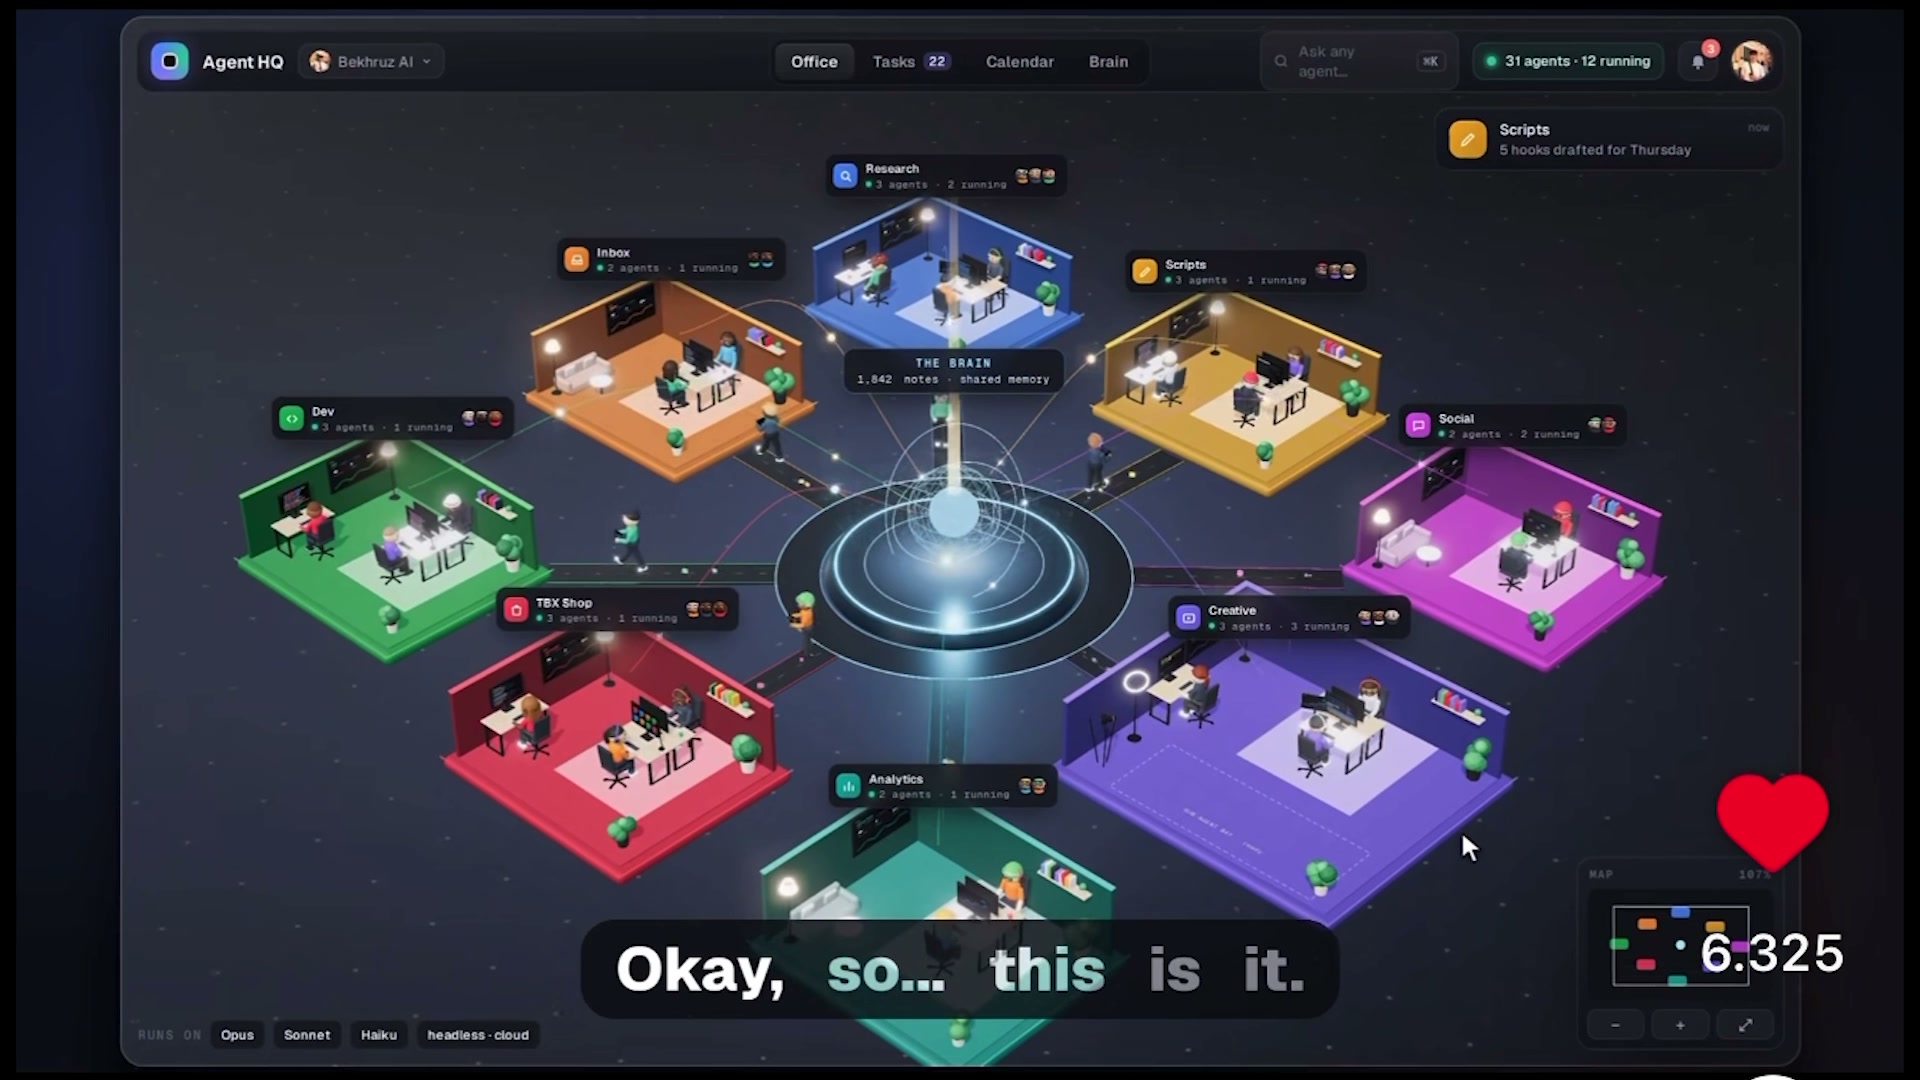 Agent HQ
Bekhruz AI
Office
Tasks 22
Calendar
Brain
Ask any
agent...
⌘K
31 agents · 12 running
3
Scripts
now
5 hooks drafted for Thursday
Research
3 agents · 2 running
Inbox
2 agents · 1 running
Scripts
3 agents · 1 running
THE BRAIN
1,842 notes · shared memory
Dev
3 agents · 1 running
Social
2 agents · 2 running
TBX Shop
3 agents · 1 running
Creative
3 agents · 3 running
Analytics
2 agents · 1 running
MAP
107%
6.325
Okay, so... this is it.
RUNS ON
Opus
Sonnet
Haiku
headless · cloud